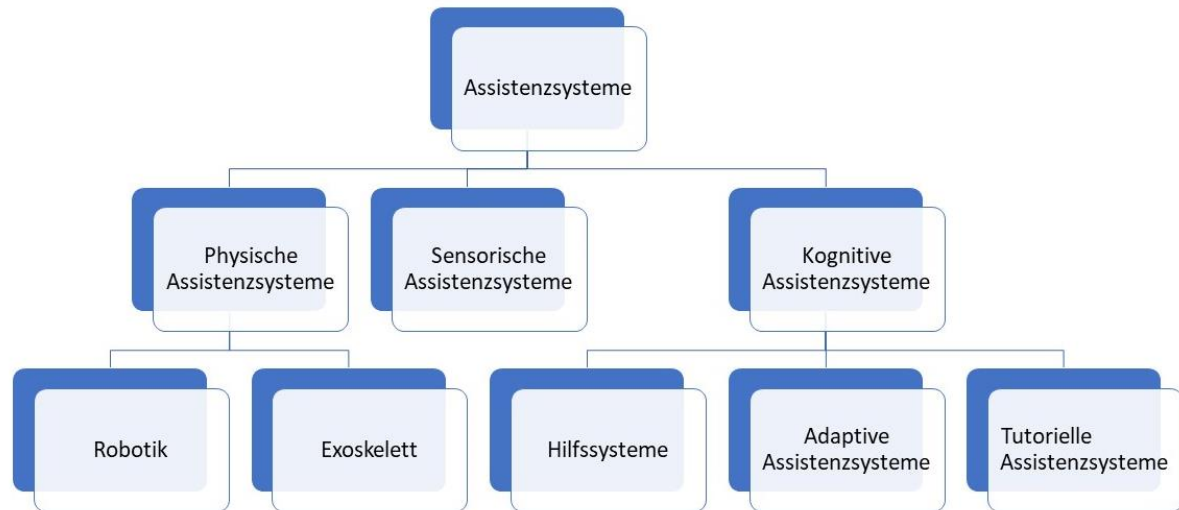 Assistenzsysteme
Physische
Assistenzsysteme
Sensorische
Assistenzsysteme
Kognitive
Assistenzsysteme
Robotik
Exoskelett
Hilfssysteme
Adaptive
Assistenzsysteme
Tutorielle
Assistenzsysteme